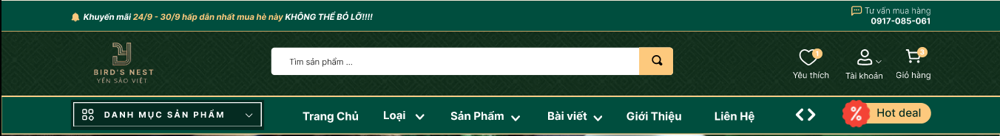 Khuyến mãi 24/9 - 30/9 hấp dẫn nhất mua hè này KHÔNG THỂ BỎ LỠ!!!!
Tư vấn mua hàng
0917-085-061
BIRD'S NEST
YẾN SÀO VIỆT
Tìm sản phẩm ...
1
Yêu thích
Tài khoản
3
Giỏ hàng
DANH MỤC SẢN PHẨM
Trang Chủ
Loại
Sản Phẩm
Bài viết
Giới Thiệu
Liên Hệ
%
Hot deal